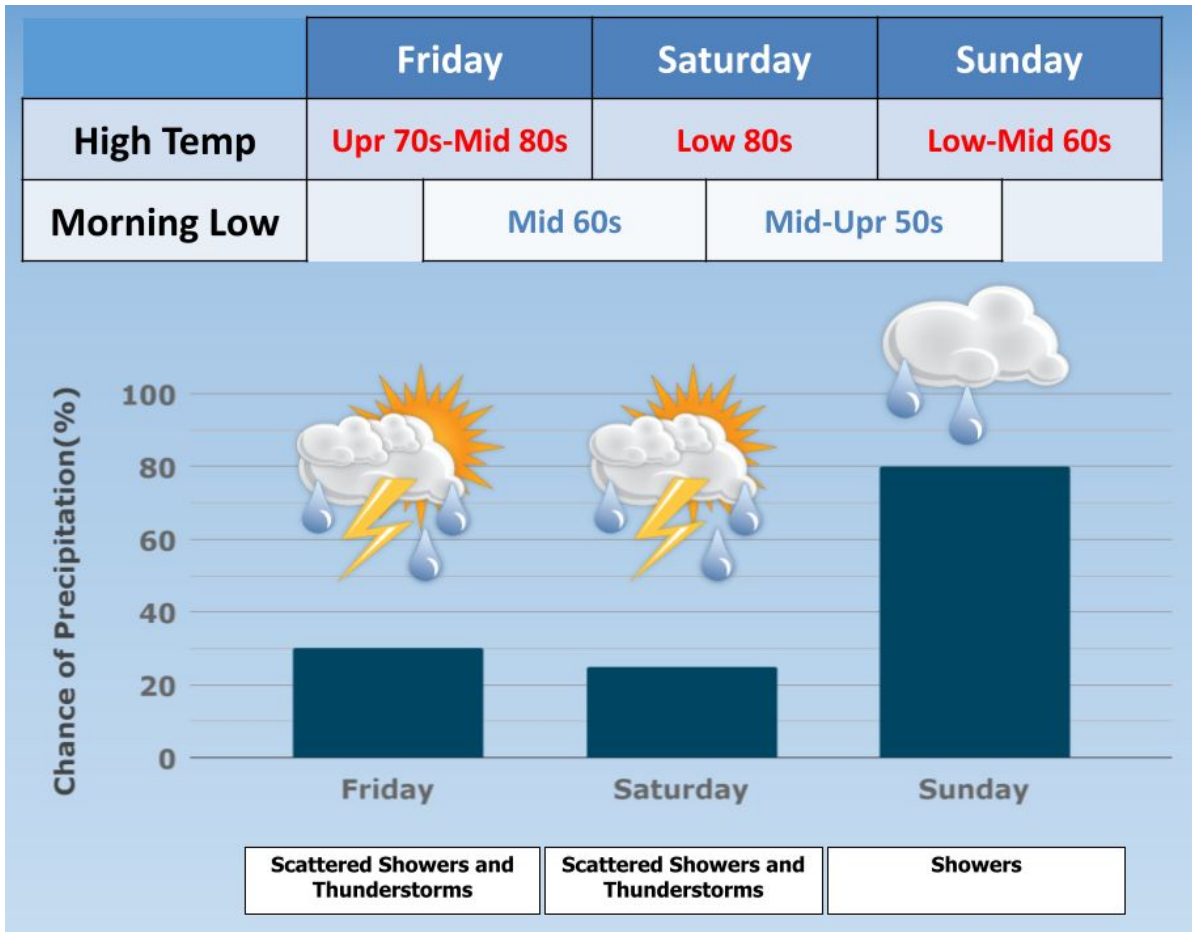 Friday Saturday Sunday
High Temp Upr 70s-Mid 80s Low 80s Low-Mid 60s
Morning Low Mid 60s Mid-Upr 50s
Chance of Precipitation(%)
100
80
60
40
20
0
Friday Saturday Sunday
Scattered Showers and
Thunderstorms
Scattered Showers and
Thunderstorms
Showers